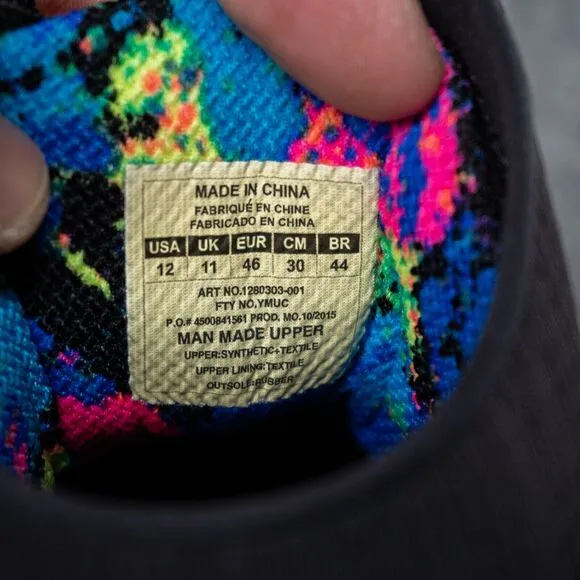 MADE IN CHINA
FABRIQUÉ EN CHINE
FABRICADO EN CHINA
USA UK EUR CM BR
12 11 46 30 44
ART NO.1280303-001
FTY NO.YMUC
P.O.# 4500841561 PROD. MO.10/2015
MAN MADE UPPER
UPPER:SYNTHETIC+TEXTILE
UPPER LINING:TEXTILE
OUTSOLE:RUBBER